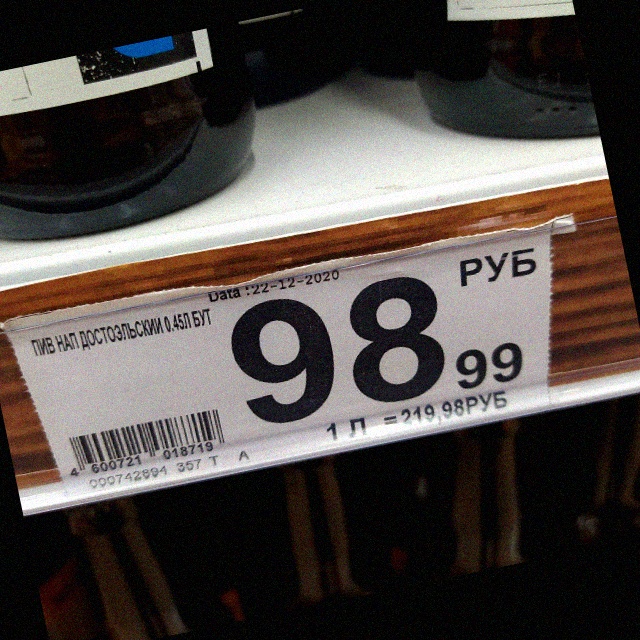 Data :22-12-2020
ПИВ НАП ДОСТОЭЛЬСКИЙ 0.45Л БУТ
98 99 РУБ
1 Л =219,98РУБ
4 600721 018719
000742894 357 Т А